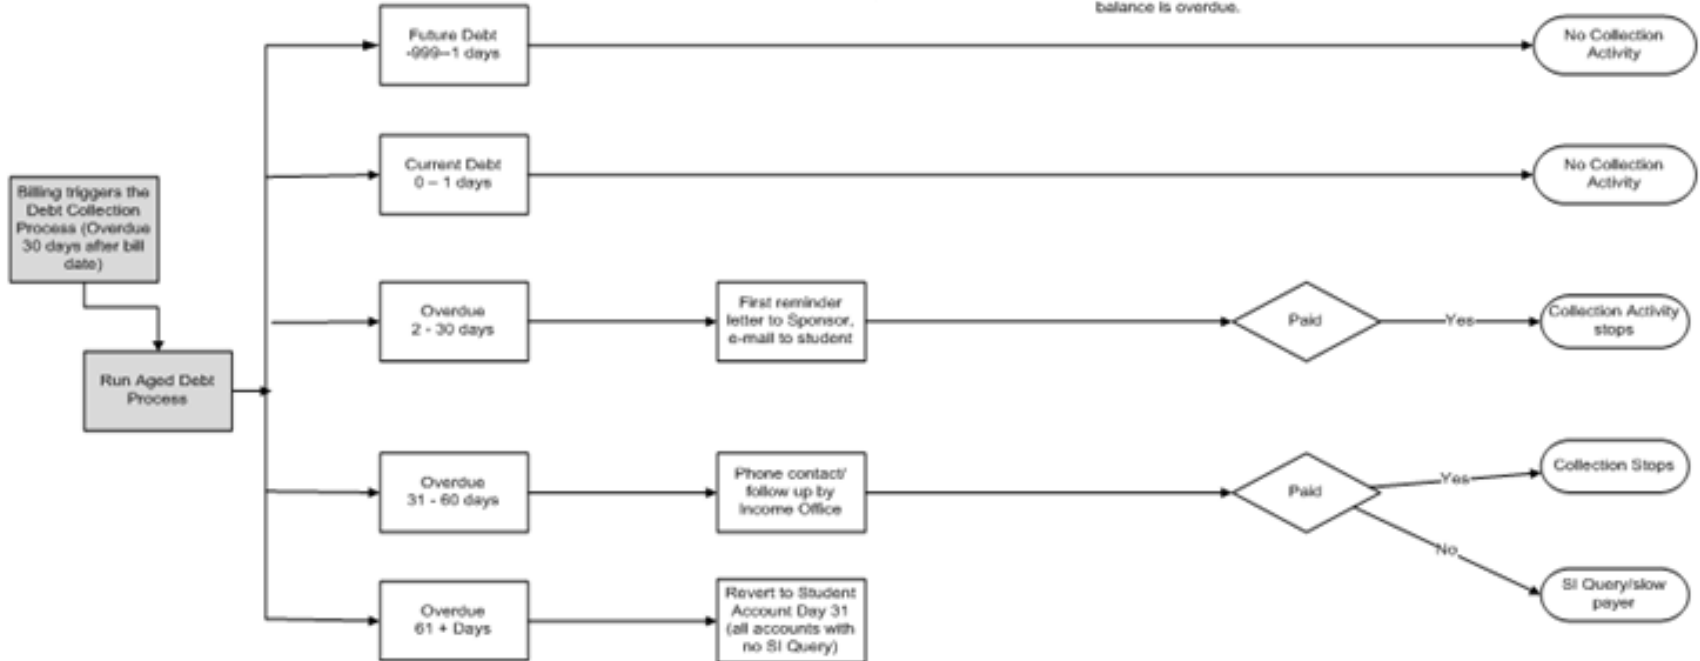 balance is overdue.
Future Debt
-999--1 days
No Collection
Activity
Current Debt
0 – 1 days
No Collection
Activity
Billing triggers the
Debt Collection
Process (Overdue
30 days after bill
date)
Overdue
2 - 30 days
First reminder
letter to Sponsor,
e-mail to student
Paid
Yes
Collection Activity
stops
Run Aged Debt
Process
Overdue
31 - 60 days
Phone contact/
follow up by
Income Office
Paid
Yes
Collection Stops
No
SI Query/slow
payer
Overdue
61 + Days
Revert to Student
Account Day 31
(all accounts with
no SI Query)